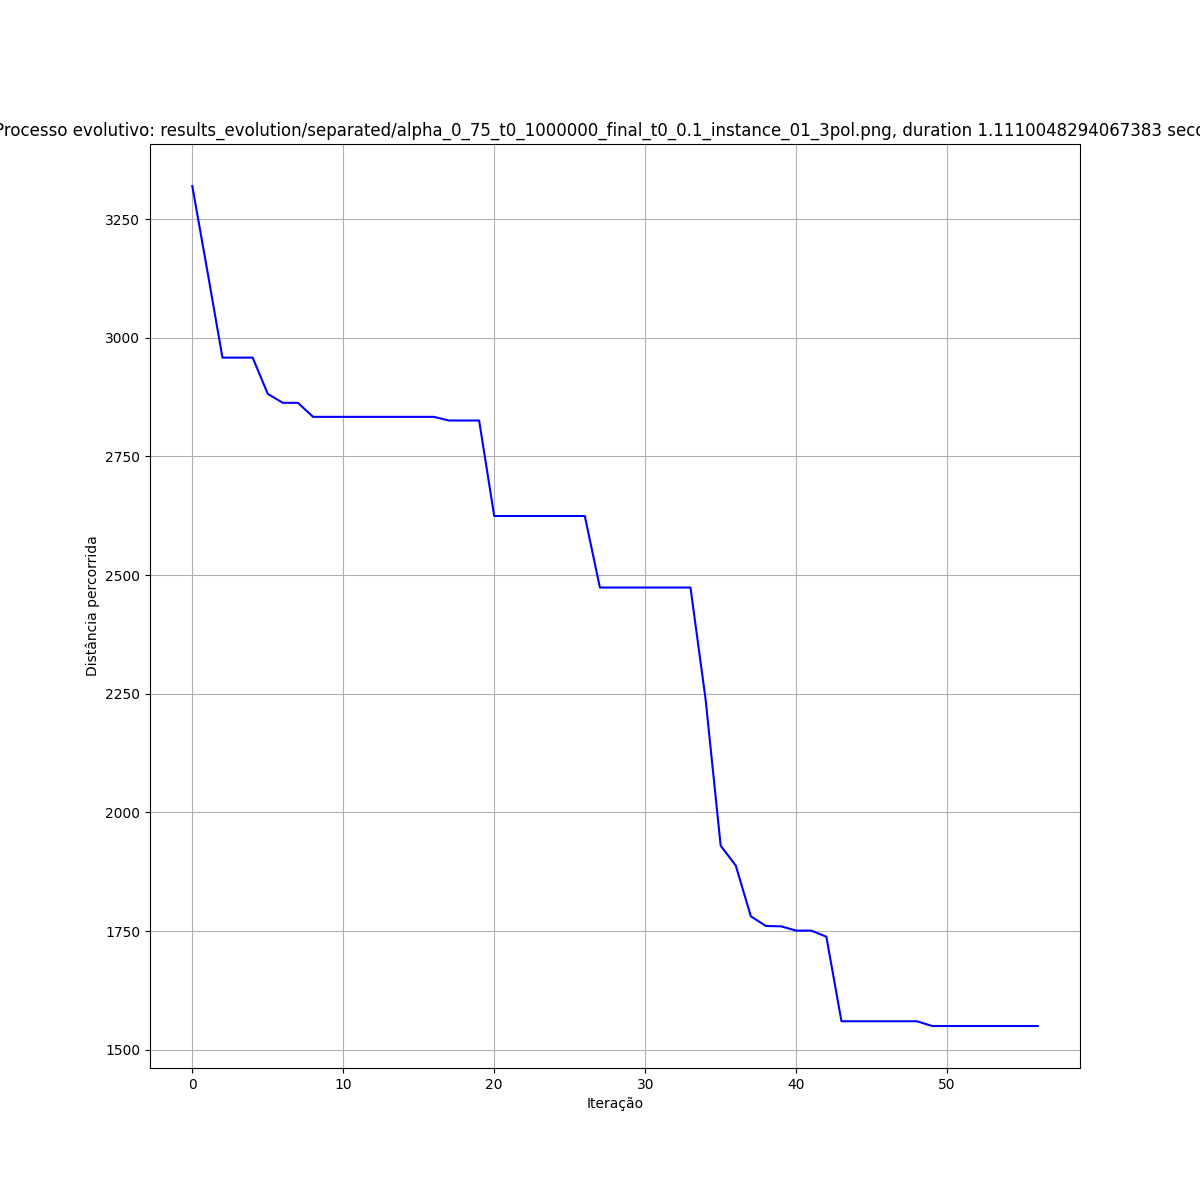 Processo evolutivo: results_evolution/separated/alpha_0_75_t0_1000000_final_t0_0.1_instance_01_3pol.png, duration 1.1110048294067383
3250
3000
2750
2500
2250
2000
1750
1500
Distância percorrida
0 10 20 30 40 50
Iteração